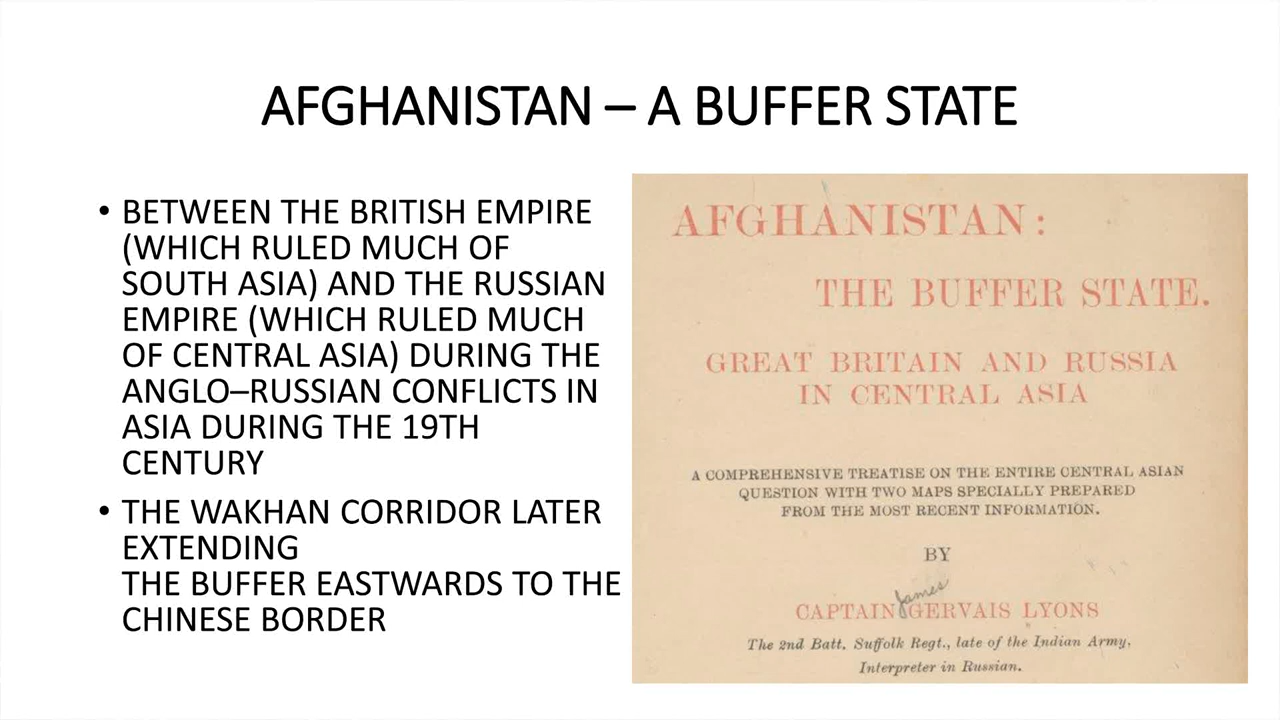 AFGHANISTAN – A BUFFER STATE
• BETWEEN THE BRITISH EMPIRE
(WHICH RULED MUCH OF
SOUTH ASIA) AND THE RUSSIAN
EMPIRE (WHICH RULED MUCH
OF CENTRAL ASIA) DURING THE
ANGLO–RUSSIAN CONFLICTS IN
ASIA DURING THE 19TH
CENTURY
• THE WAKHAN CORRIDOR LATER
EXTENDING
THE BUFFER EASTWARDS TO THE
CHINESE BORDER
AFGHANISTAN:
THE BUFFER STATE.
GREAT BRITAIN AND RUSSIA
IN CENTRAL ASIA
A COMPREHENSIVE TREATISE ON THE ENTIRE CENTRAL ASIAN
QUESTION WITH TWO MAPS SPECIALLY PREPARED
FROM THE MOST RECENT INFORMATION.
BY
James
CAPTAIN GERVAIS LYONS
The 2nd Batt. Suffolk Regt., late of the Indian Army,
Interpreter in Russian.